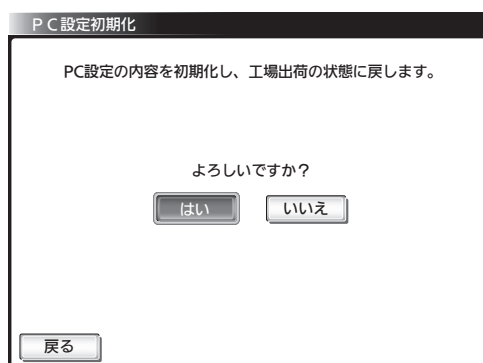 ＰＣ設定初期化
PC設定の内容を初期化し、工場出荷の状態に戻します。
よろしいですか？
はい
いいえ
戻る